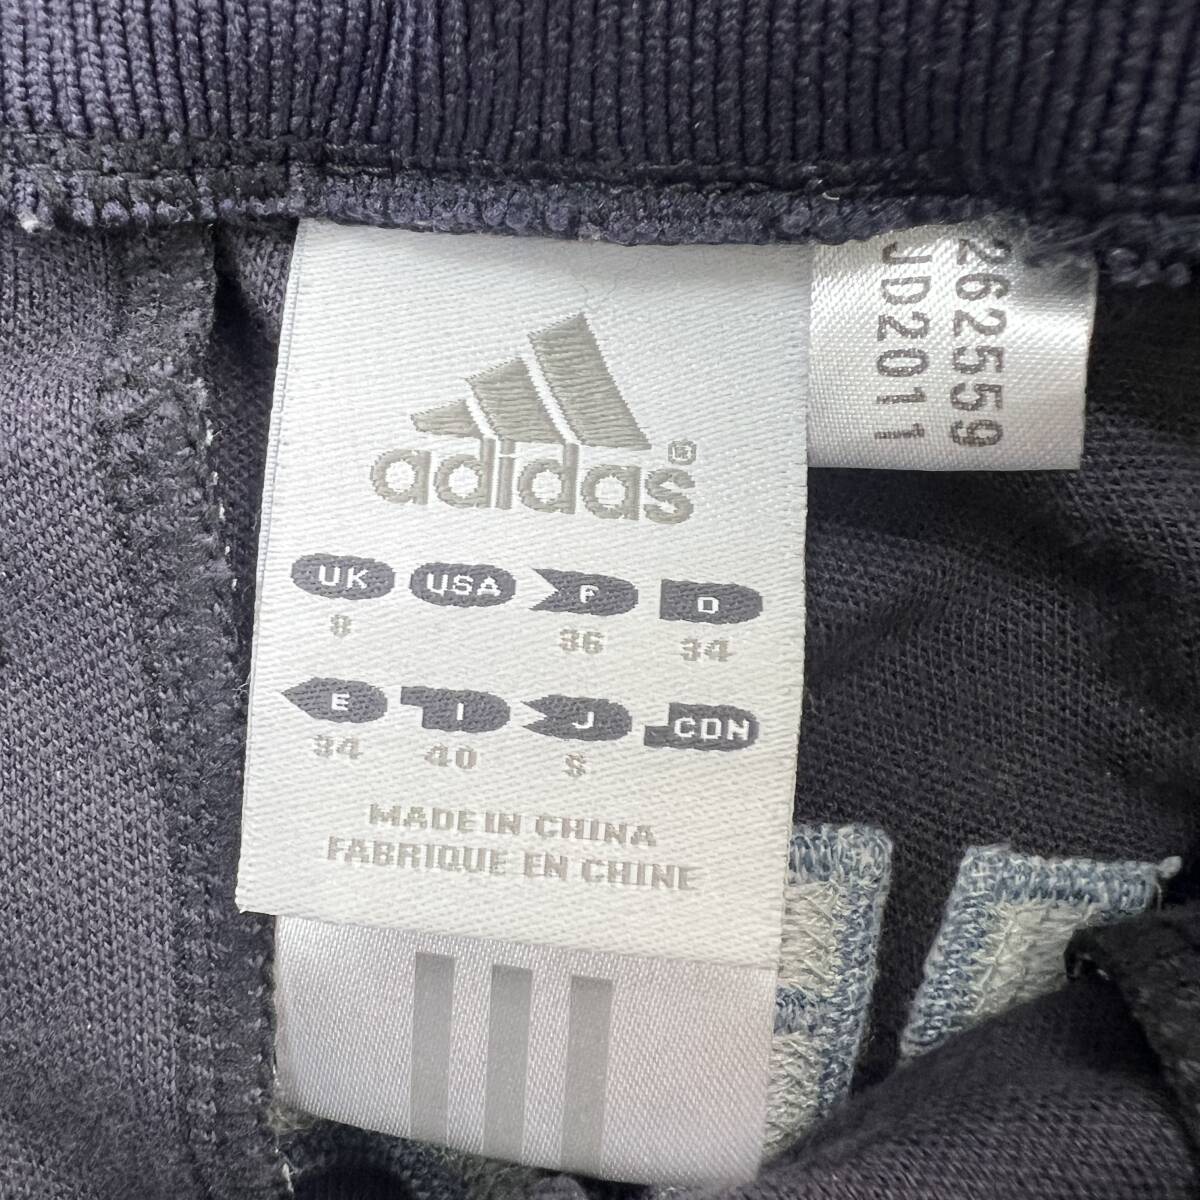 adidas®
UK USA F D
8 36 34
E I J CDN
34 40 S
MADE IN CHINA
FABRIQUE EN CHINE
262559
JD2011